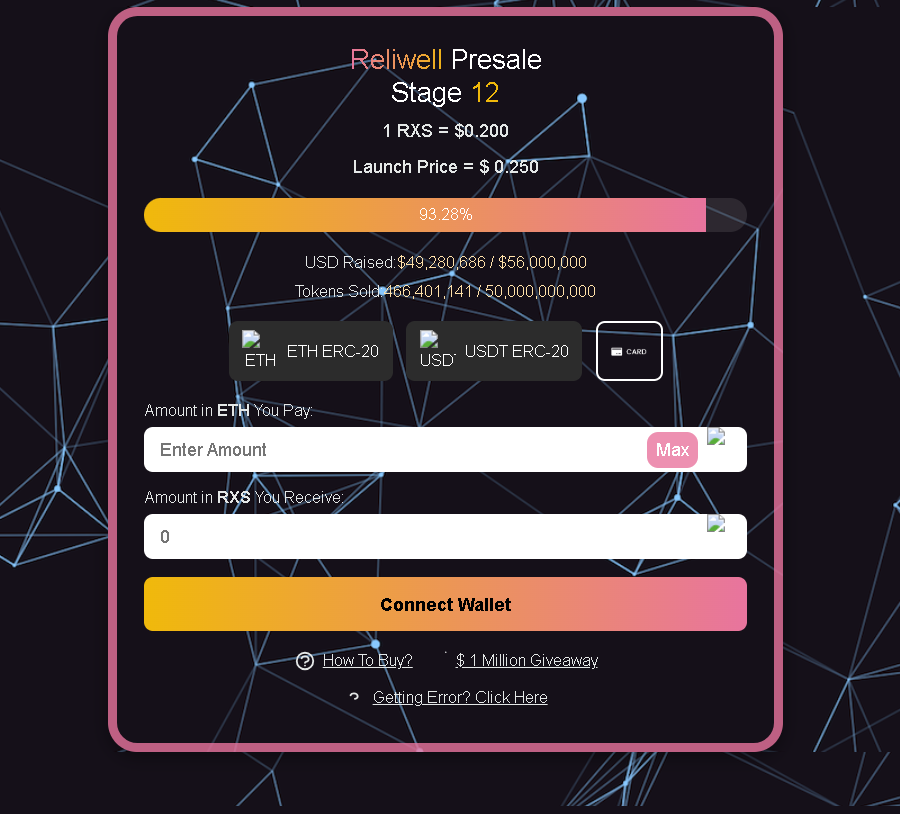 Reliwell Presale
Stage 12
1 RXS = $0.200
Launch Price = $ 0.250
93.28%
USD Raised:$49,280,686 / $56,000,000
Tokens Sold:466,401,141 / 50,000,000,000
ETH ETH ERC-20 USDT USDT ERC-20 CARD
Amount in ETH You Pay:
Enter Amount Max
Amount in RXS You Receive:
0
Connect Wallet
How To Buy? $ 1 Million Giveaway
Getting Error? Click Here